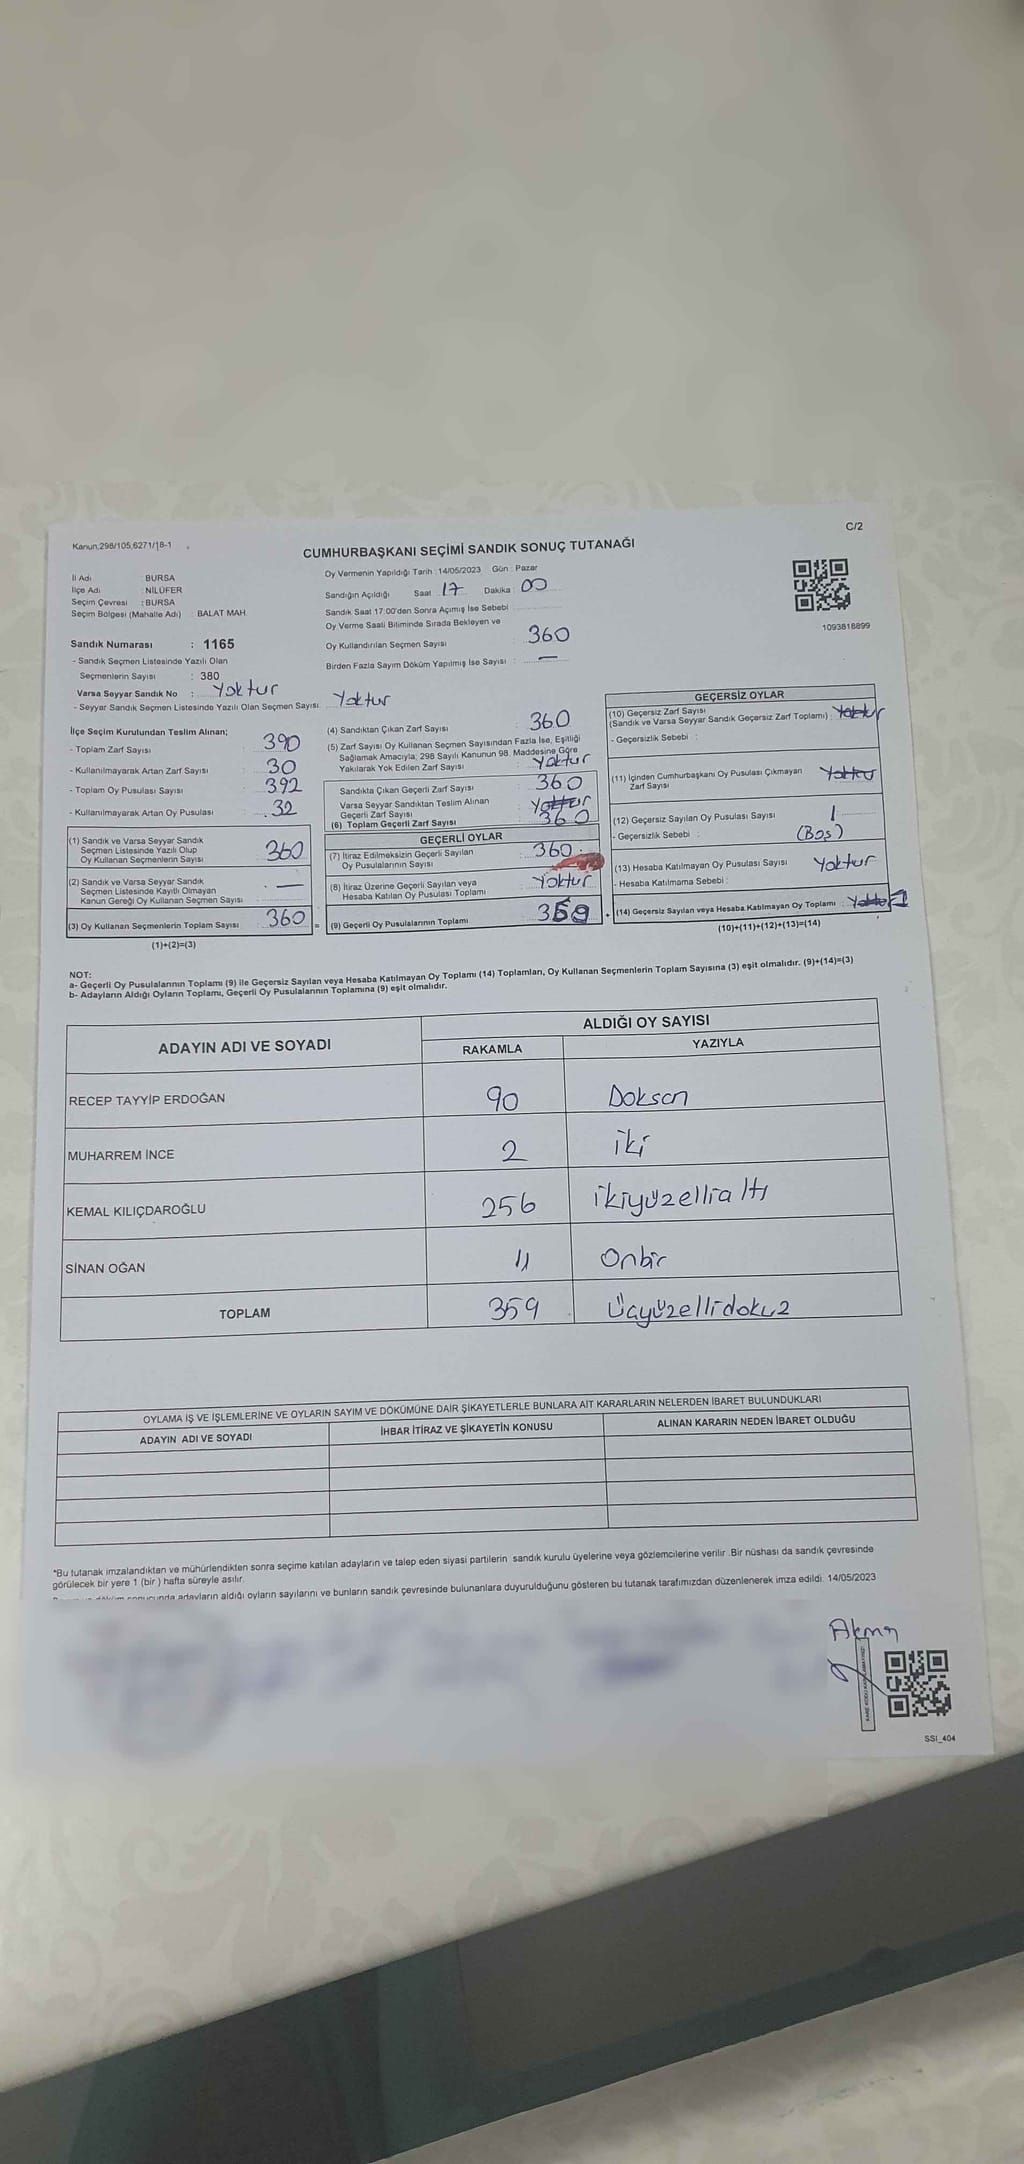 C/2
Kanun,298/105,6271/18-1
CUMHURBAŞKANI SEÇİMİ SANDIK SONUÇ TUTANAĞI
İl Adı : BURSA
İlçe Adı : NİLÜFER
Seçim Çevresi : BURSA
Seçim Bölgesi (Mahalle Adı) : BALAT MAH.
Oy Vermenin Yapıldığı Tarih : 14/05/2023 Gün : Pazar
Sandığın Açıldığı Saat : 17 Dakika : 00
Sandık Saat 17:00'den Sonra Açılmış İse Sebebi :
Oy Verme Saati Bitiminde Sırada Bekleyen ve
Oy Kullandırılan Seçmen Sayısı : 360
Birden Fazla Sayım Döküm Yapılmış İse Sayısı : —
1093818899
Sandık Numarası : 1165
- Sandık Seçmen Listesinde Yazılı Olan
Seçmenlerin Sayısı : 380
Varsa Seyyar Sandık No : Yoktur
- Seyyar Sandık Seçmen Listesinde Yazılı Olan Seçmen Sayısı: Yoktur
İlçe Seçim Kurulundan Teslim Alınan;
- Toplam Zarf Sayısı : 390
- Kullanılmayarak Artan Zarf Sayısı : 30
- Toplam Oy Pusulası Sayısı : 392
- Kullanılmayarak Artan Oy Pusulası : 32
(1) Sandık ve Varsa Seyyar Sandık
Seçmen Listesinde Yazılı Olup
Oy Kullanan Seçmenlerin Sayısı : 360
(2) Sandık ve Varsa Seyyar Sandık
Seçmen Listesinde Kayıtlı Olmayan
Kanun Gereği Oy Kullanan Seçmen Sayısı : —
(3) Oy Kullanan Seçmenlerin Toplam Sayısı : 360
(1)+(2)=(3)
(4) Sandıktan Çıkan Zarf Sayısı : 360
(5) Zarf Sayısı Oy Kullanan Seçmen Sayısından Fazla İse, Eşitliği
Sağlamak Amacıyla; 298 Sayılı Kanunun 98. Maddesine Göre
Yakılarak Yok Edilen Zarf Sayısı : Yoktur
Sandıkta Çıkan Geçerli Zarf Sayısı : 360
Varsa Seyyar Sandıktan Teslim Alınan
Geçerli Zarf Sayısı : Yoktur
(6) Toplam Geçerli Zarf Sayısı : 360
GEÇERLİ OYLAR
(7) İtiraz Edilmeksizin Geçerli Sayılan
Oy Pusulalarının Sayısı : 360
(8) İtiraz Üzerine Geçerli Sayılan veya
Hesaba Katılan Oy Pusulası Toplamı : Yoktur
= (9) Geçerli Oy Pusulalarının Toplamı : 359
GEÇERSİZ OYLAR
(10) Geçersiz Zarf Sayısı
(Sandık ve Varsa Seyyar Sandık Geçersiz Zarf Toplamı) : Yoktur
- Geçersizlik Sebebi :
(11) İçinden Cumhurbaşkanı Oy Pusulası Çıkmayan
Zarf Sayısı : Yoktur
(12) Geçersiz Sayılan Oy Pusulası Sayısı : 1
- Geçersizlik Sebebi : (Boş)
(13) Hesaba Katılmayan Oy Pusulası Sayısı : Yoktur
- Hesaba Katılmama Sebebi :
+ (14) Geçersiz Sayılan veya Hesaba Katılmayan Oy Toplamı : Yoktur 1
(10)+(11)+(12)+(13)=(14)
NOT:
a- Geçerli Oy Pusulalarının Toplamı (9) ile Geçersiz Sayılan veya Hesaba Katılmayan Oy Toplamı (14) Toplamları, Oy Kullanan Seçmenlerin Toplam Sayısına (3) eşit olmalıdır. (9)+(14)=(3)
b- Adayların Aldığı Oyların Toplamı, Geçerli Oy Pusulalarının Toplamına (9) eşit olmalıdır.
ADAYIN ADI VE SOYADI
ALDIĞI OY SAYISI
RAKAMLA YAZIYLA
RECEP TAYYİP ERDOĞAN 90 Doksan
MUHARREM İNCE 2 iki
KEMAL KILIÇDAROĞLU 256 ikiyüzellialtı
SİNAN OĞAN 11 Onbir
TOPLAM 359 Üçyüzellidokuz
OYLAMA İŞ VE İŞLEMLERİNE VE OYLARIN SAYIM VE DÖKÜMÜNE DAİR ŞİKAYETLERLE BUNLARA AİT KARARLARIN NELERDEN İBARET BULUNDUKLARI
ADAYIN ADI VE SOYADI İHBAR İTİRAZ VE ŞİKAYETİN KONUSU ALINAN KARARIN NEDEN İBARET OLDUĞU
*Bu tutanak imzalandıktan ve mühürlendikten sonra seçime katılan adayların ve talep eden siyasi partilerin sandık kurulu üyelerine veya gözlemcilerine verilir .Bir nüshası da sandık çevresinde
görülecek bir yere 1 (bir ) hafta süreyle asılır.
sonucunda adayların aldığı oyların sayılarını ve bunların sandık çevresinde bulunanlara duyurulduğunu gösteren bu tutanak tarafımızdan düzenlenerek imza edildi. 14/05/2023
SSI_404